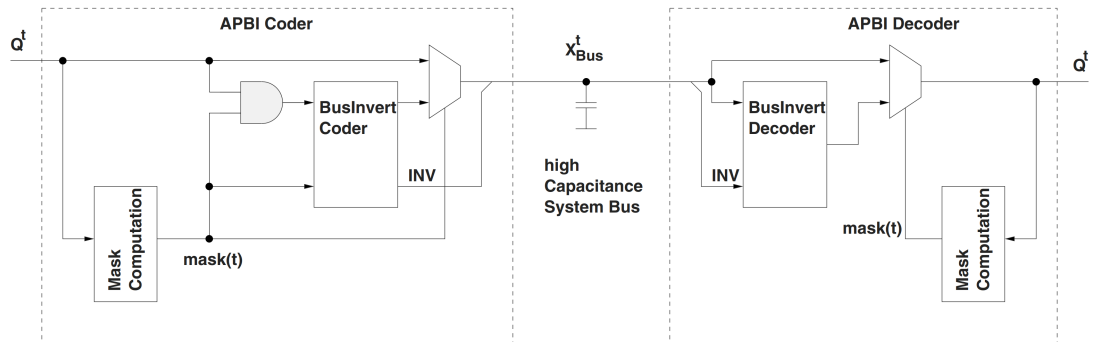 APBI Coder
APBI Decoder
Q^t
X^t_Bus
Q^t
BusInvert
Coder
BusInvert
Decoder
INV
high
Capacitance
System Bus
INV
Mask
Computation
mask(t)
mask(t)
Mask
Computation